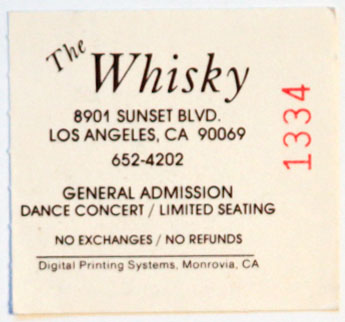 The
Whisky
8901 SUNSET BLVD.
LOS ANGELES, CA 90069
652-4202
GENERAL ADMISSION
DANCE CONCERT / LIMITED SEATING
NO EXCHANGES / NO REFUNDS
Digital Printing Systems, Monrovia, CA
1334